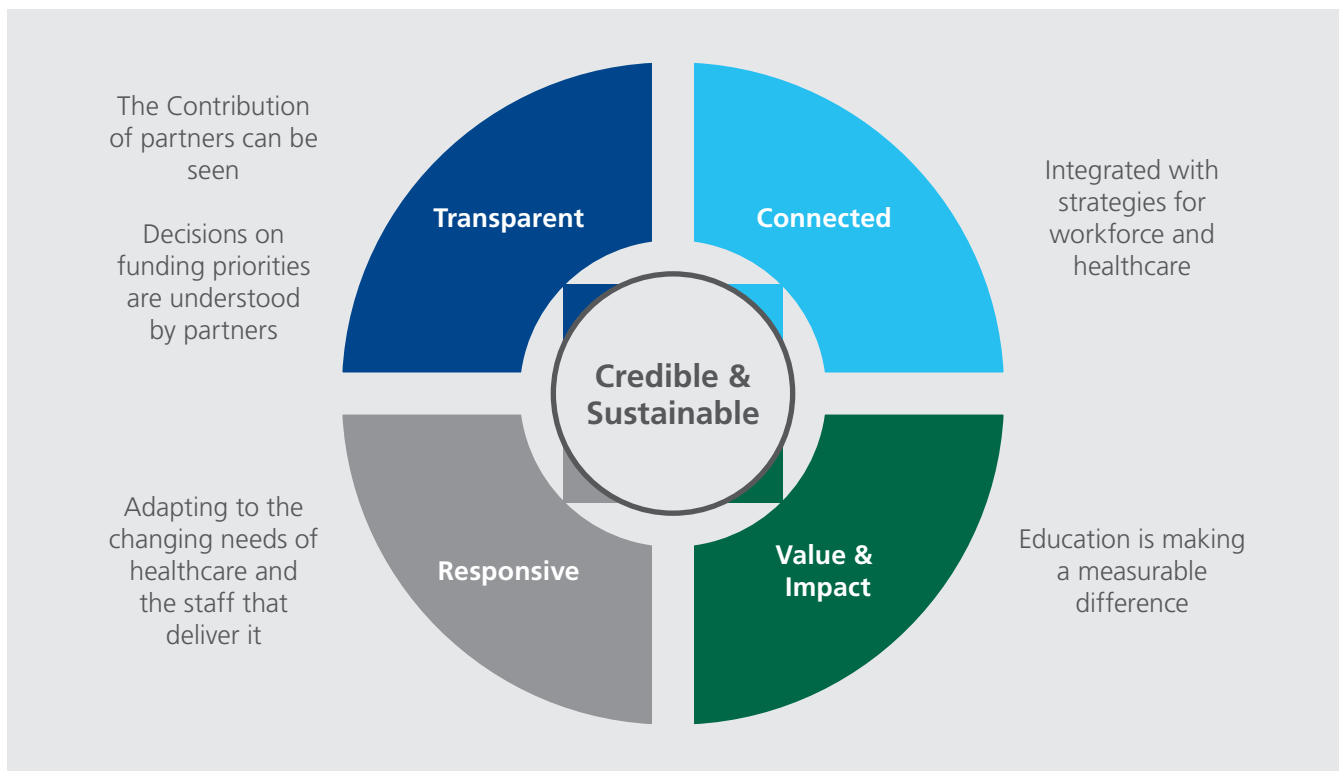 The Contribution
of partners can be
seen
Decisions on
funding priorities
are understood
by partners
Transparent
Connected
Integrated with
strategies for
workforce and
healthcare
Credible &
Sustainable
Adapting to the
changing needs of
healthcare and
the staff that
deliver it
Responsive
Value &
Impact
Education is making
a measurable
difference